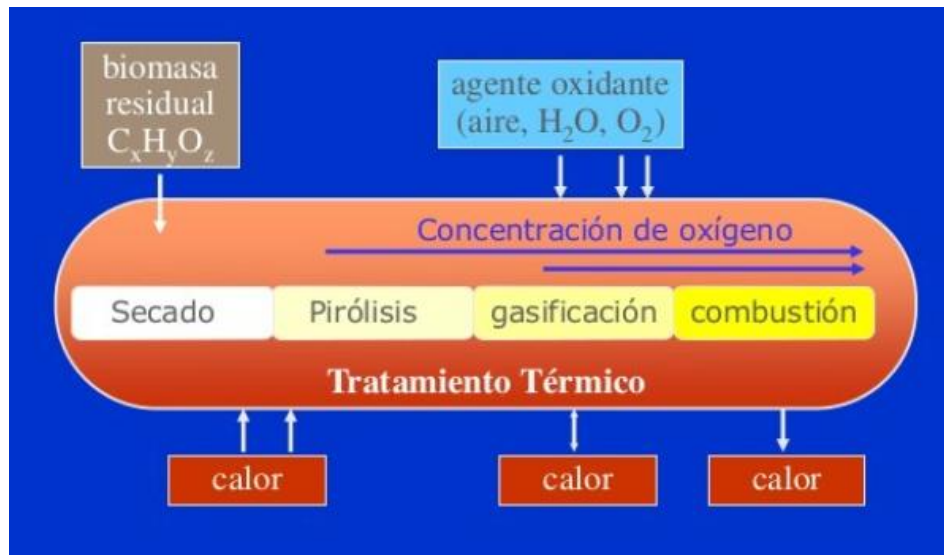 biomasa
residual
CₓHᵧO_z
agente oxidante
(aire, H₂O, O₂)
Concentración de oxígeno
Secado
Pirólisis
gasificación
combustión
Tratamiento Térmico
calor
calor
calor